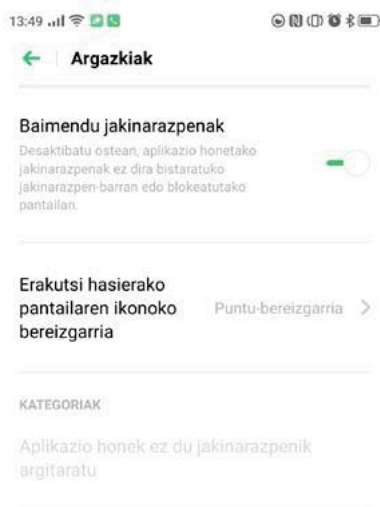 13:49
Argazkiak
Baimendu jakinarazpenak
Desaktibatu ostean, aplikazio honetako
jakinarazpenak ez dira bistaratuko
jakinarazpen-barran edo blokeatutako
pantailan.
Erakutsi hasierako
pantailaren ikonoko
bereizgarria
Puntu-bereizgarria
KATEGORIAK
Aplikazio honek ez du jakinarazpenik
argitaratu